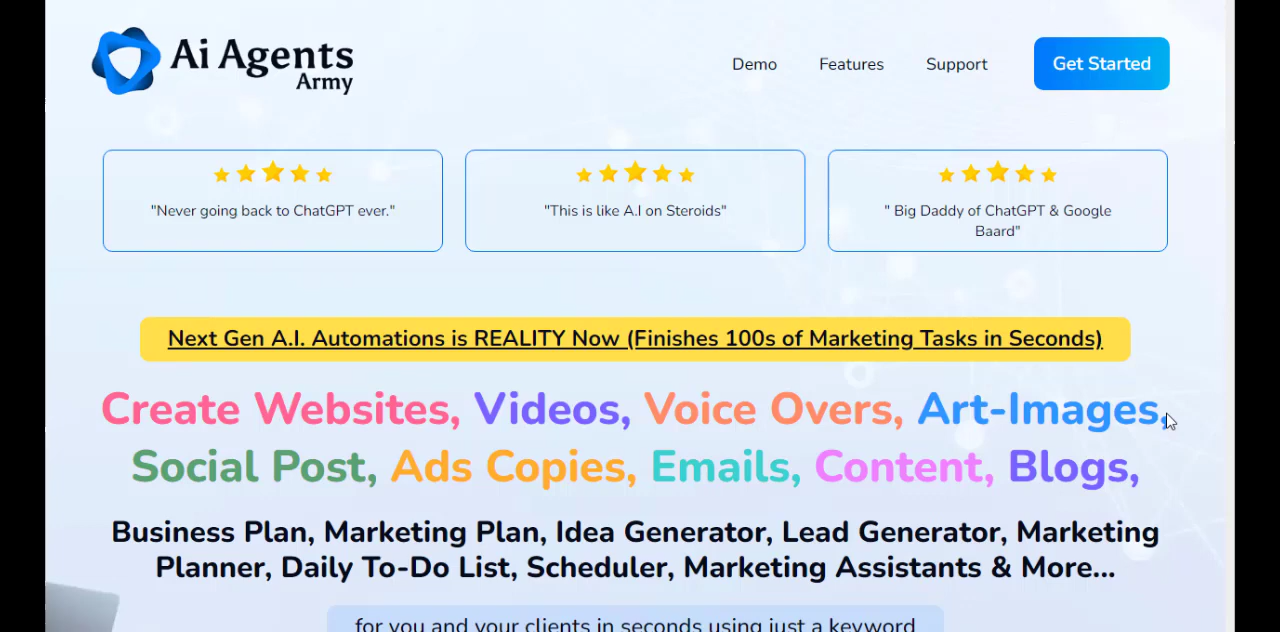 Ai Agents
Army
Demo
Features
Support
Get Started
"Never going back to ChatGPT ever."
"This is like A.I on Steroids"
" Big Daddy of ChatGPT & Google
Baard"
Next Gen A.I. Automations is REALITY Now (Finishes 100s of Marketing Tasks in Seconds)
Create Websites, Videos, Voice Overs, Art-Images,
Social Post, Ads Copies, Emails, Content, Blogs,
Business Plan, Marketing Plan, Idea Generator, Lead Generator, Marketing
Planner, Daily To-Do List, Scheduler, Marketing Assistants & More...
for you and your clients in seconds using just a keyword